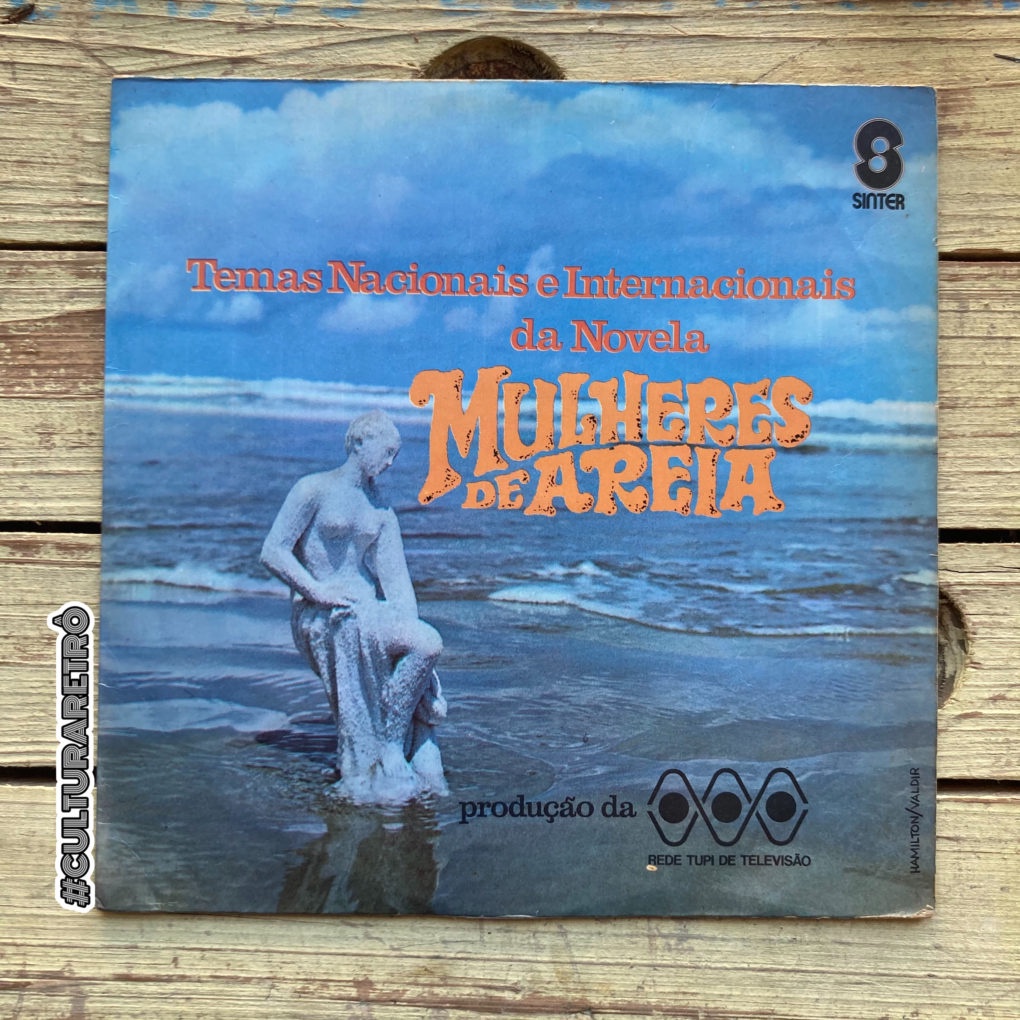 8
SINTER
Temas Nacionais e Internacionais
da Novela
MULHERES
DE AREIA
produção da
REDE TUPI DE TELEVISÃO
HAMILTON/VALDIR
#CULTURARETRÔ